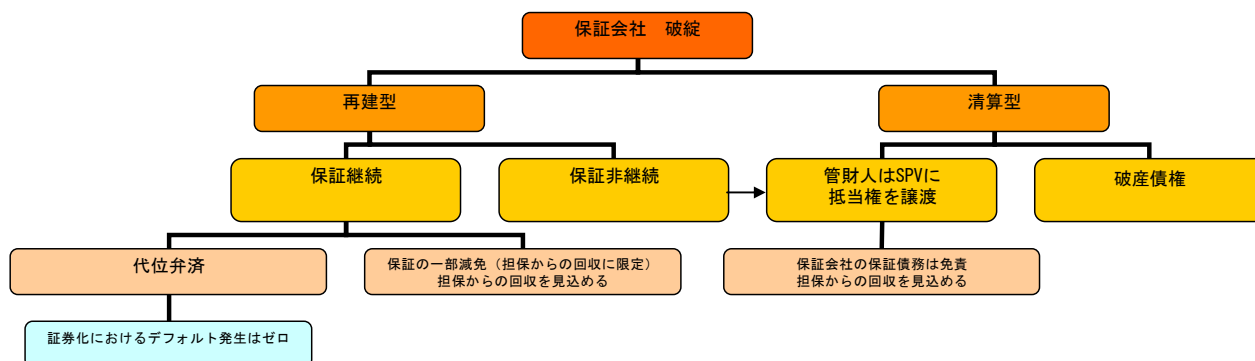 保証会社　破綻
再建型
清算型
保証継続
保証非継続
管財人はSPVに
抵当権を譲渡
破産債権
代位弁済
保証の一部減免（担保からの回収に限定）
担保からの回収を見込める
保証会社の保証債務は免責
担保からの回収を見込める
証券化におけるデフォルト発生はゼロ